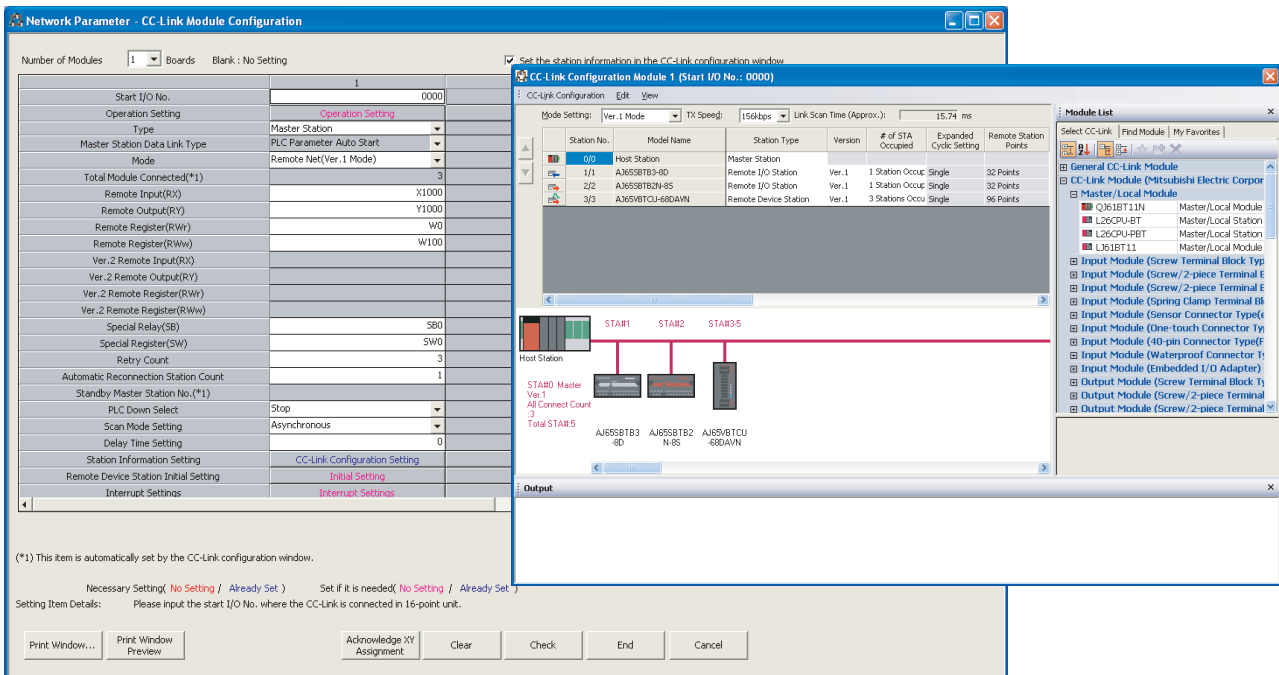 Network Parameter - CC-Link Module Configuration
Number of Modules 1 Boards Blank : No Setting
Set the station information in the CC-Link configuration window
1
Start I/O No. 0000
Operation Setting Operation Setting
Type Master Station
Master Station Data Link Type PLC Parameter Auto Start
Mode Remote Net(Ver.1 Mode)
Total Module Connected(*1) 3
Remote Input(RX) X1000
Remote Output(RY) Y1000
Remote Register(RWr) W0
Remote Register(RWw) W100
Ver.2 Remote Input(RX)
Ver.2 Remote Output(RY)
Ver.2 Remote Register(RWr)
Ver.2 Remote Register(RWw)
Special Relay(SB) SB0
Special Register(SW) SW0
Retry Count 3
Automatic Reconnection Station Count 1
Standby Master Station No.(*1)
PLC Down Select Stop
Scan Mode Setting Asynchronous
Delay Time Setting 0
Station Information Setting CC-Link Configuration Setting
Remote Device Station Initial Setting Initial Setting
Interrupt Settings Interrupt Settings
(*1) This item is automatically set by the CC-Link configuration window.
Necessary Setting( No Setting / Already Set ) Set if it is needed( No Setting / Already Set )
Setting Item Details: Please input the start I/O No. where the CC-Link is connected in 16-point unit.
Print Window...
Print Window
Preview
Acknowledge XY
Assignment
Clear
Check
End
Cancel
CC-Link Configuration Module 1 (Start I/O No.: 0000)
CC-Link Configuration Edit View
Mode Setting: Ver.1 Mode TX Speed: 156kbps Link Scan Time (Approx.): 15.74 ms
Station No. Model Name Station Type Version # of STA Occupied Expanded Cyclic Setting Remote Station Points
0/0 Host Station Master Station
1/1 AJ65SBTB3-8D Remote I/O Station Ver.1 1 Station Occup Single 32 Points
2/2 AJ65SBTB2N-8S Remote I/O Station Ver.1 1 Station Occup Single 32 Points
3/3 AJ65VBTCU-68DAVN Remote Device Station Ver.1 3 Stations Occu Single 96 Points
STA#1 STA#2 STA#3-5
Host Station
STA#0 Master
Ver.1
All Connect Count
:3
Total STA#:5
AJ65SBTB3
-8D
AJ65SBTB2
N-8S
AJ65VBTCU
-68DAVN
Output
Module List
Select CC-Link Find Module My Favorites
General CC-Link Module
CC-Link Module (Mitsubishi Electric Corpor
Master/Local Module
QJ61BT11N Master/Local Module
L26CPU-BT Master/Local Station
L26CPU-PBT Master/Local Station
LJ61BT11 Master/Local Module
Input Module (Screw Terminal Block Typ
Input Module (Screw/2-piece Terminal B
Input Module (Screw/2-piece Terminal B
Input Module (Spring Clamp Terminal Bl
Input Module (Sensor Connector Type(e
Input Module (One-touch Connector Ty
Input Module (40-pin Connector Type(F
Input Module (Waterproof Connector Ty
Input Module (Embedded I/O Adapter)
Output Module (Screw Terminal Block Ty
Output Module (Screw/2-piece Terminal
Output Module (Screw/2-piece Terminal